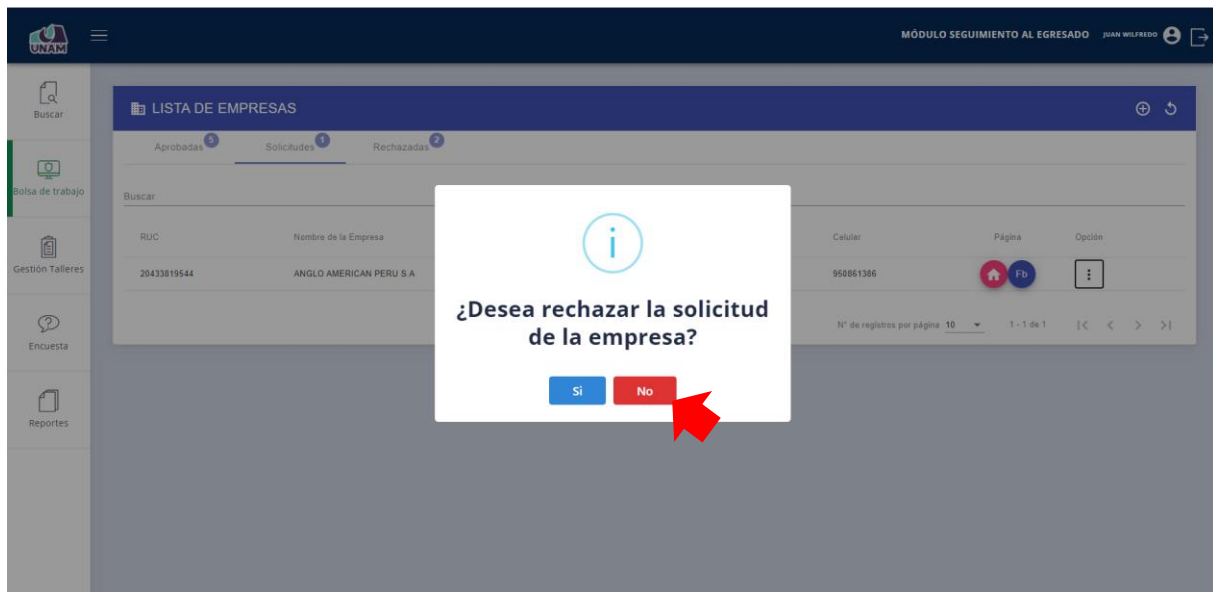 UNAM
MÓDULO SEGUIMIENTO AL EGRESADO JUAN WILFREDO
Buscar
LISTA DE EMPRESAS
Aprobadas 5 Solicitudes 1 Rechazadas 2
Bolsa de trabajo
Buscar
RUC Nombre de la Empresa Celular Página Opción
Gestión Talleres
20433819544 ANGLO AMERICAN PERU S.A 950861386 Fb
i
¿Desea rechazar la solicitud
de la empresa?
N° de registros por página 10 1 - 1 de 1
Encuesta
Sì No
Reportes